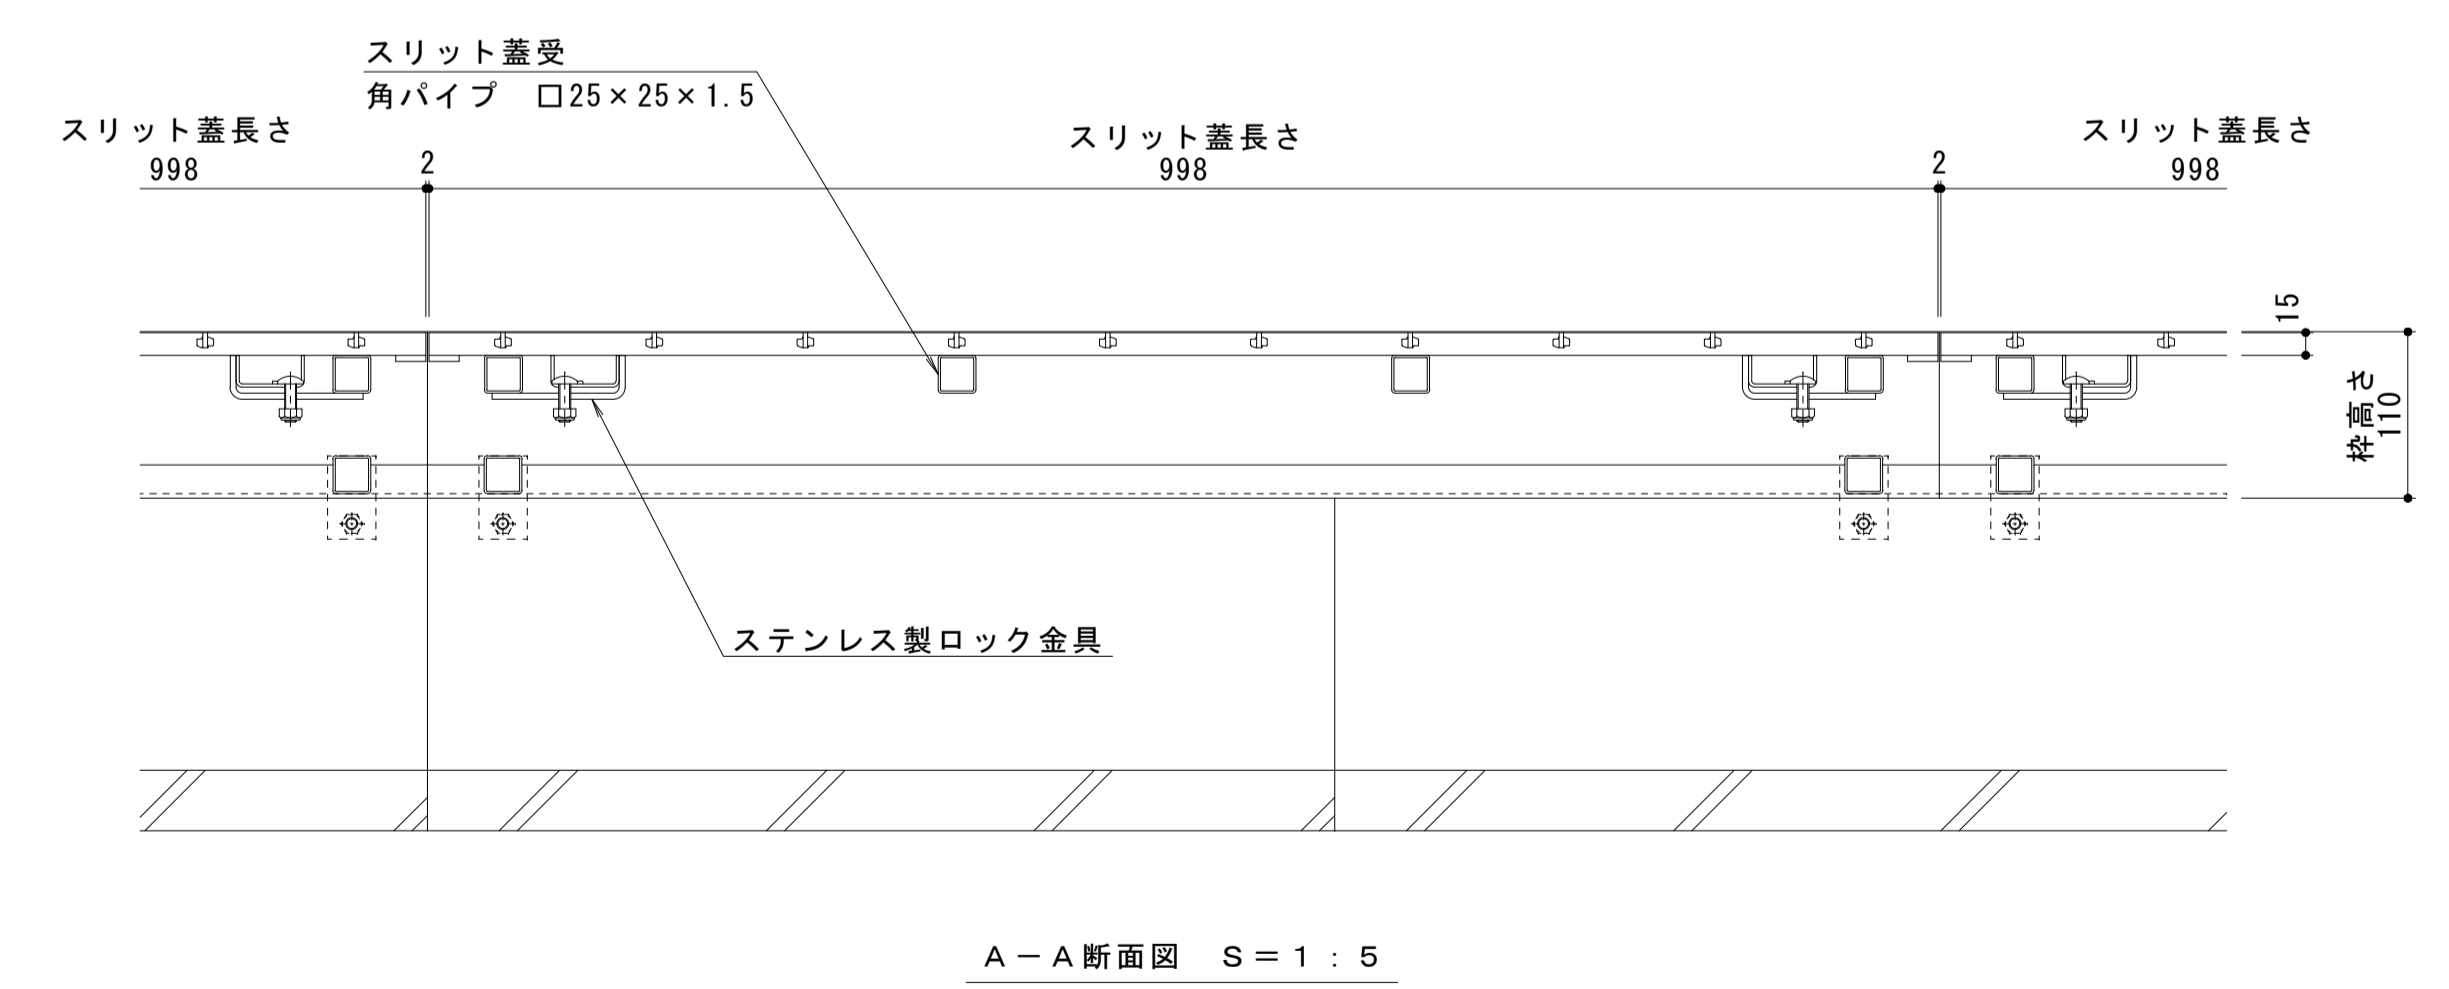 スリット蓋受
角パイプ　□25×25×1.5
スリット蓋長さ
998
2
スリット蓋長さ
998
2
スリット蓋長さ
998
15
枠高さ
110
ステンレス製ロック金具
Ａ－Ａ断面図　Ｓ＝１：５